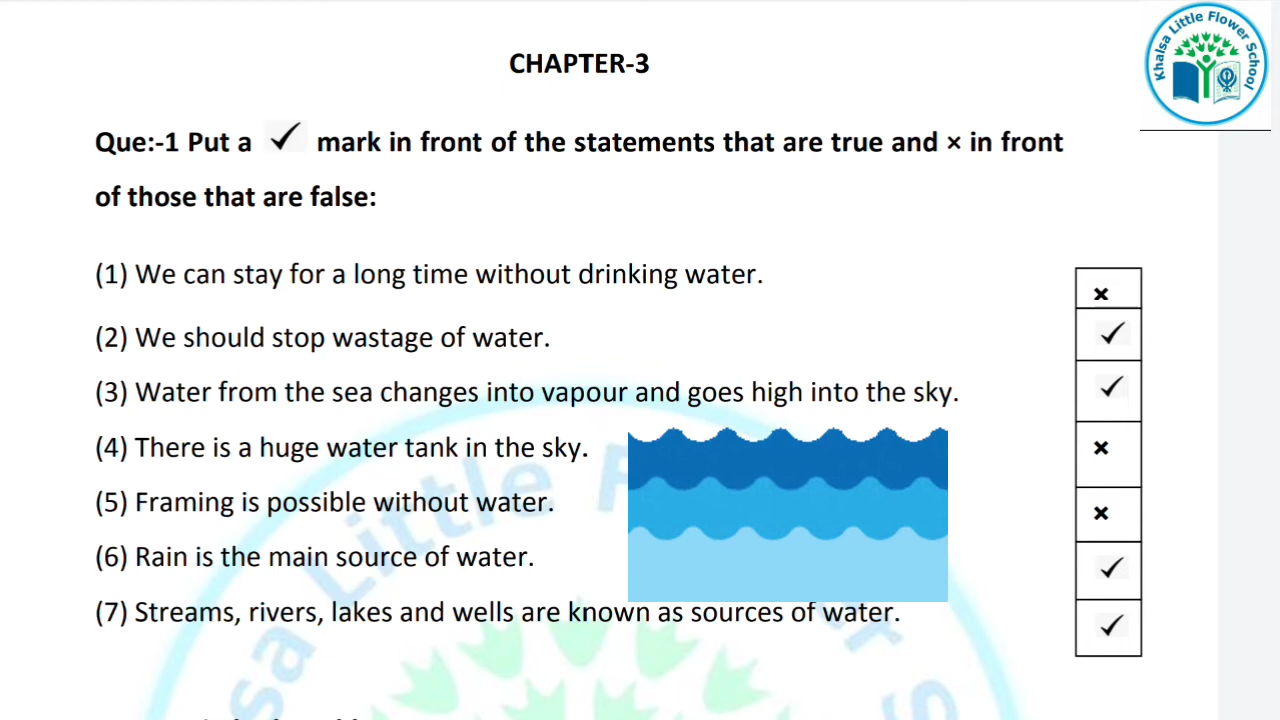 Khalsa Little Flower School
CHAPTER-3
Que:-1 Put a ✓ mark in front of the statements that are true and × in front
of those that are false:
(1) We can stay for a long time without drinking water. ×
(2) We should stop wastage of water. ✓
(3) Water from the sea changes into vapour and goes high into the sky. ✓
(4) There is a huge water tank in the sky. ×
(5) Framing is possible without water. ×
(6) Rain is the main source of water. ✓
(7) Streams, rivers, lakes and wells are known as sources of water. ✓